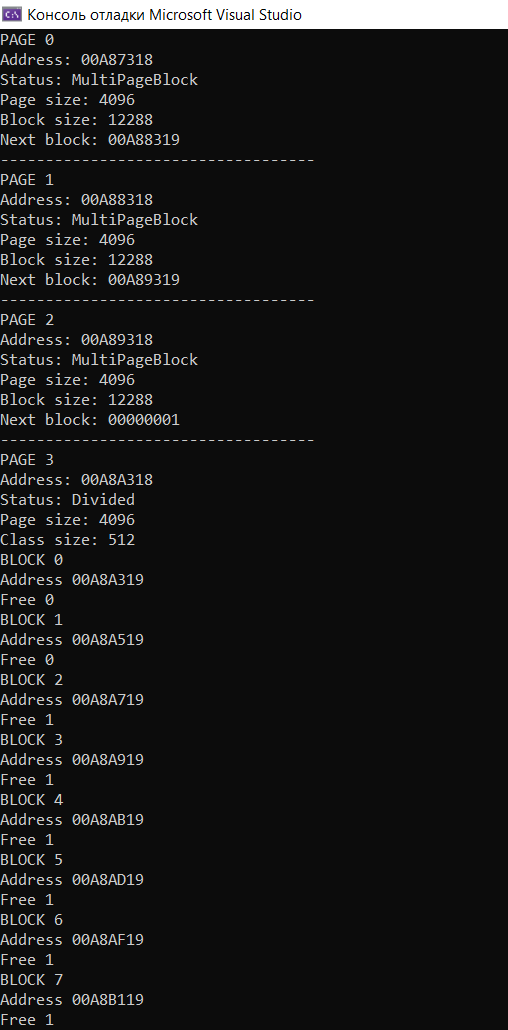 Консоль отладки Microsoft Visual Studio
PAGE 0
Address: 00A87318
Status: MultiPageBlock
Page size: 4096
Block size: 12288
Next block: 00A88319
-----------------------------------
PAGE 1
Address: 00A88318
Status: MultiPageBlock
Page size: 4096
Block size: 12288
Next block: 00A89319
-----------------------------------
PAGE 2
Address: 00A89318
Status: MultiPageBlock
Page size: 4096
Block size: 12288
Next block: 00000001
-----------------------------------
PAGE 3
Address: 00A8A318
Status: Divided
Page size: 4096
Class size: 512
BLOCK 0
Address 00A8A319
Free 0
BLOCK 1
Address 00A8A519
Free 0
BLOCK 2
Address 00A8A719
Free 1
BLOCK 3
Address 00A8A919
Free 1
BLOCK 4
Address 00A8AB19
Free 1
BLOCK 5
Address 00A8AD19
Free 1
BLOCK 6
Address 00A8AF19
Free 1
BLOCK 7
Address 00A8B119
Free 1